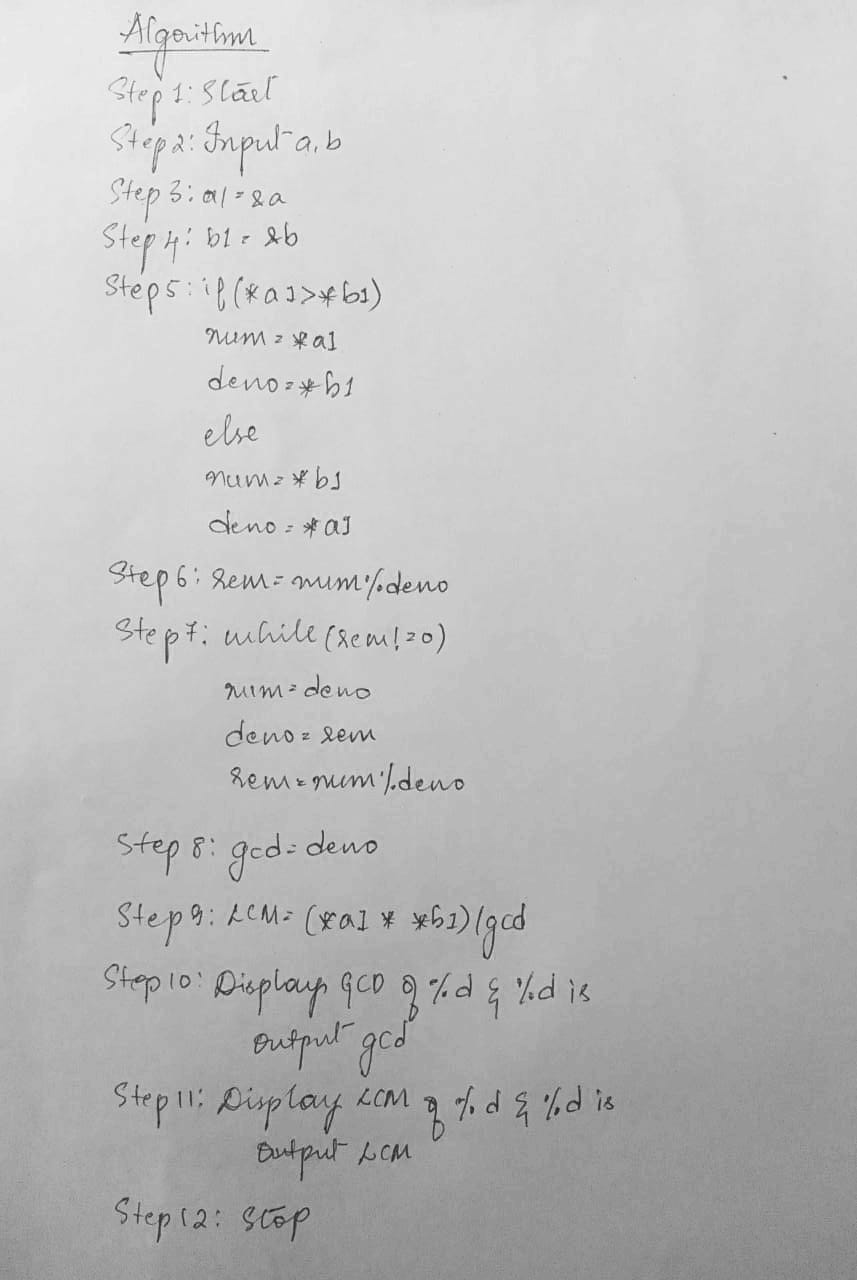 Algorithm
Step 1: Start
Step 2: Input a, b
Step 3: a1 = &a
Step 4: b1 = &b
Step 5: if (*a1>*b1)
num = *a1
deno = *b1
else
num = *b1
deno = *a1
Step 6: rem = num % deno
Step 7: while (rem != 0)
num = deno
deno = rem
rem = num % deno
Step 8: gcd = deno
Step 9: LCM = (*a1 * *b1)/gcd
Step 10: Display GCD of %d & %d is
output gcd
Step 11: Display LCM of %d & %d is
Output LCM
Step 12: Stop